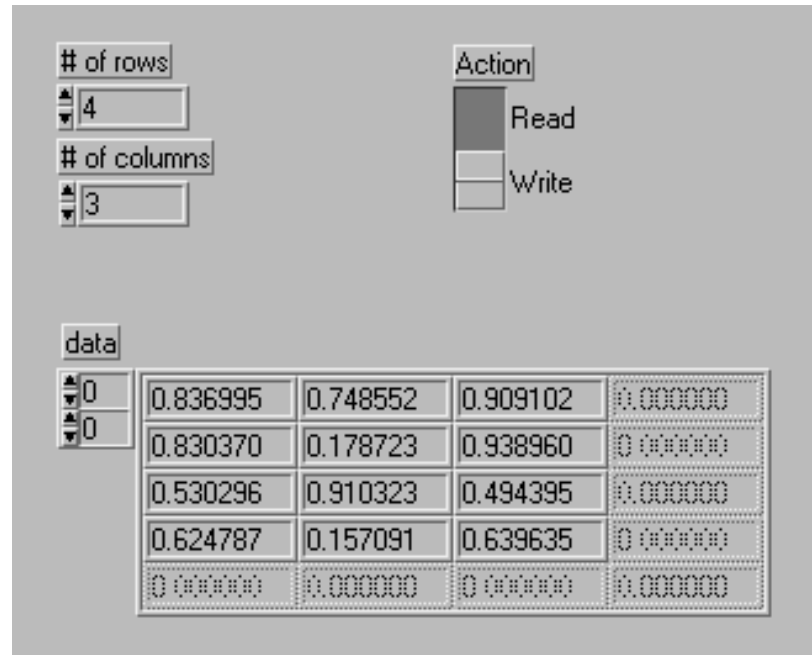 # of rows
Action
4
Read
# of columns
Write
3
data
0 0.836995 0.748552 0.909102 0.000000
0 0.830370 0.178723 0.938960 0.000000
0.530296 0.910323 0.494395 0.000000
0.624787 0.157091 0.639635 0.000000
0.000000 0.000000 0.000000 0.000000